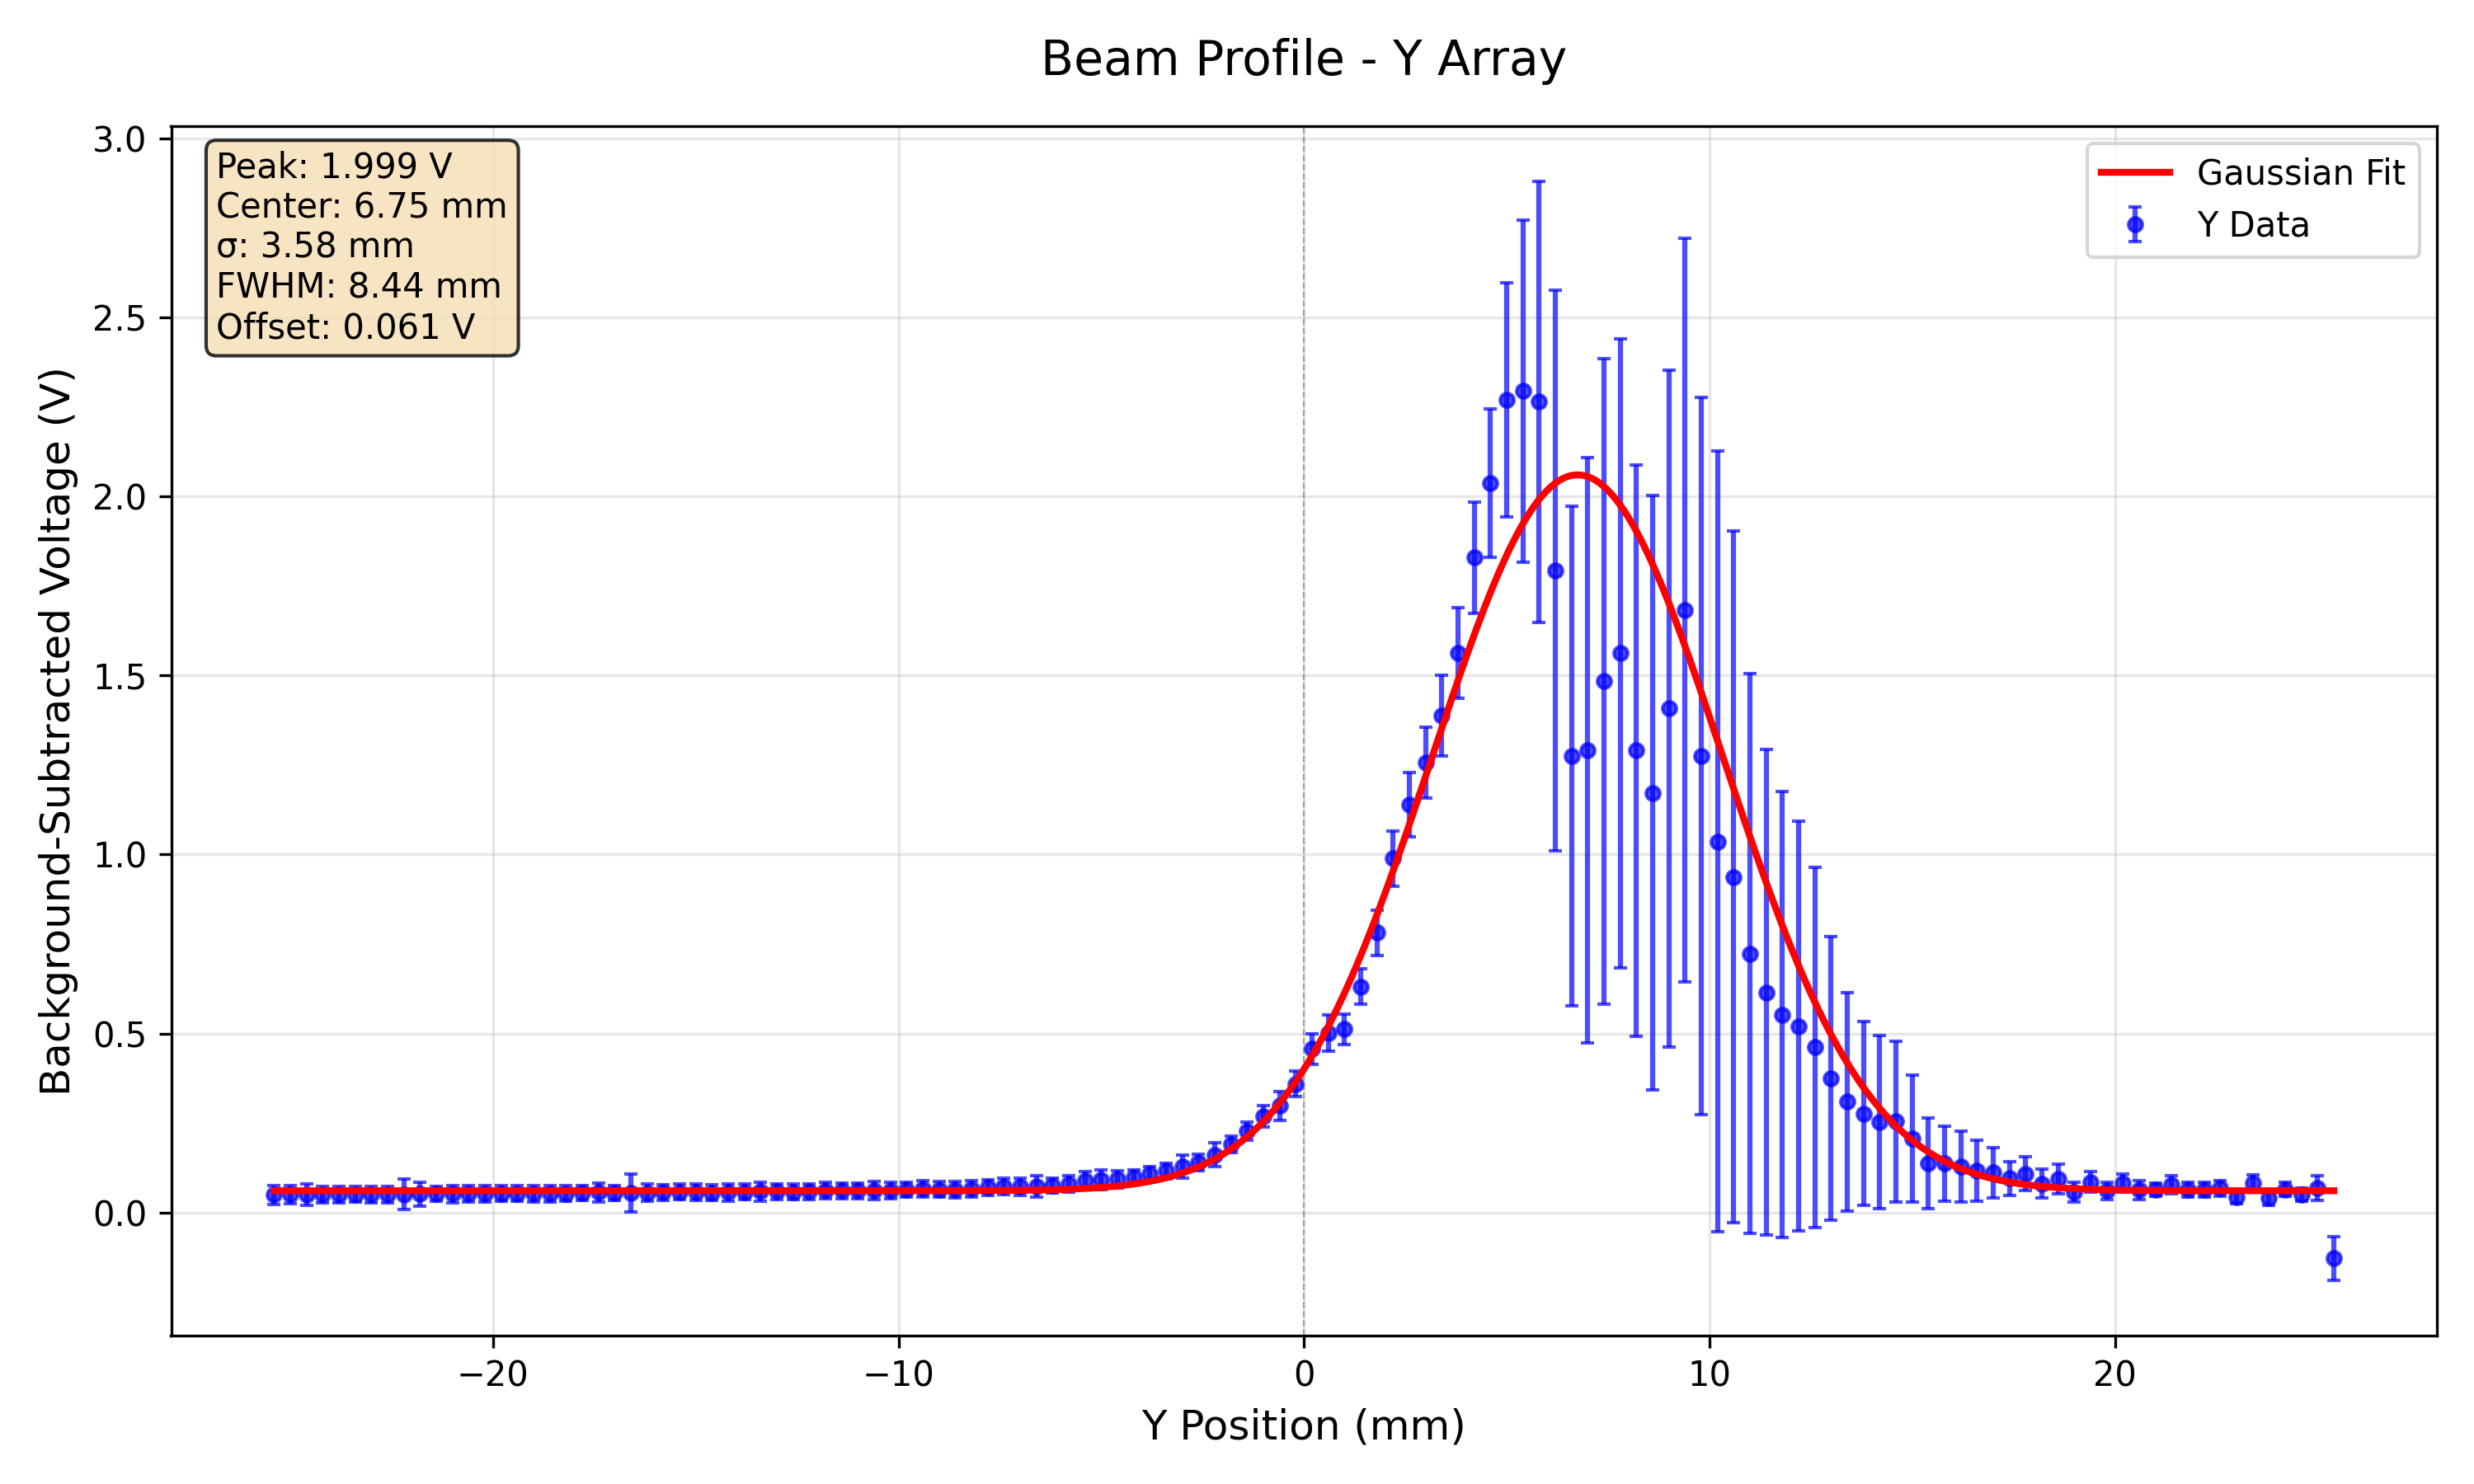 Beam Profile - Y Array
Peak: 1.999 V
Center: 6.75 mm
σ: 3.58 mm
FWHM: 8.44 mm
Offset: 0.061 V
Gaussian Fit
Y Data
Background-Subtracted Voltage (V)
3.0
2.5
2.0
1.5
1.0
0.5
0.0
−20
−10
0
10
20
Y Position (mm)